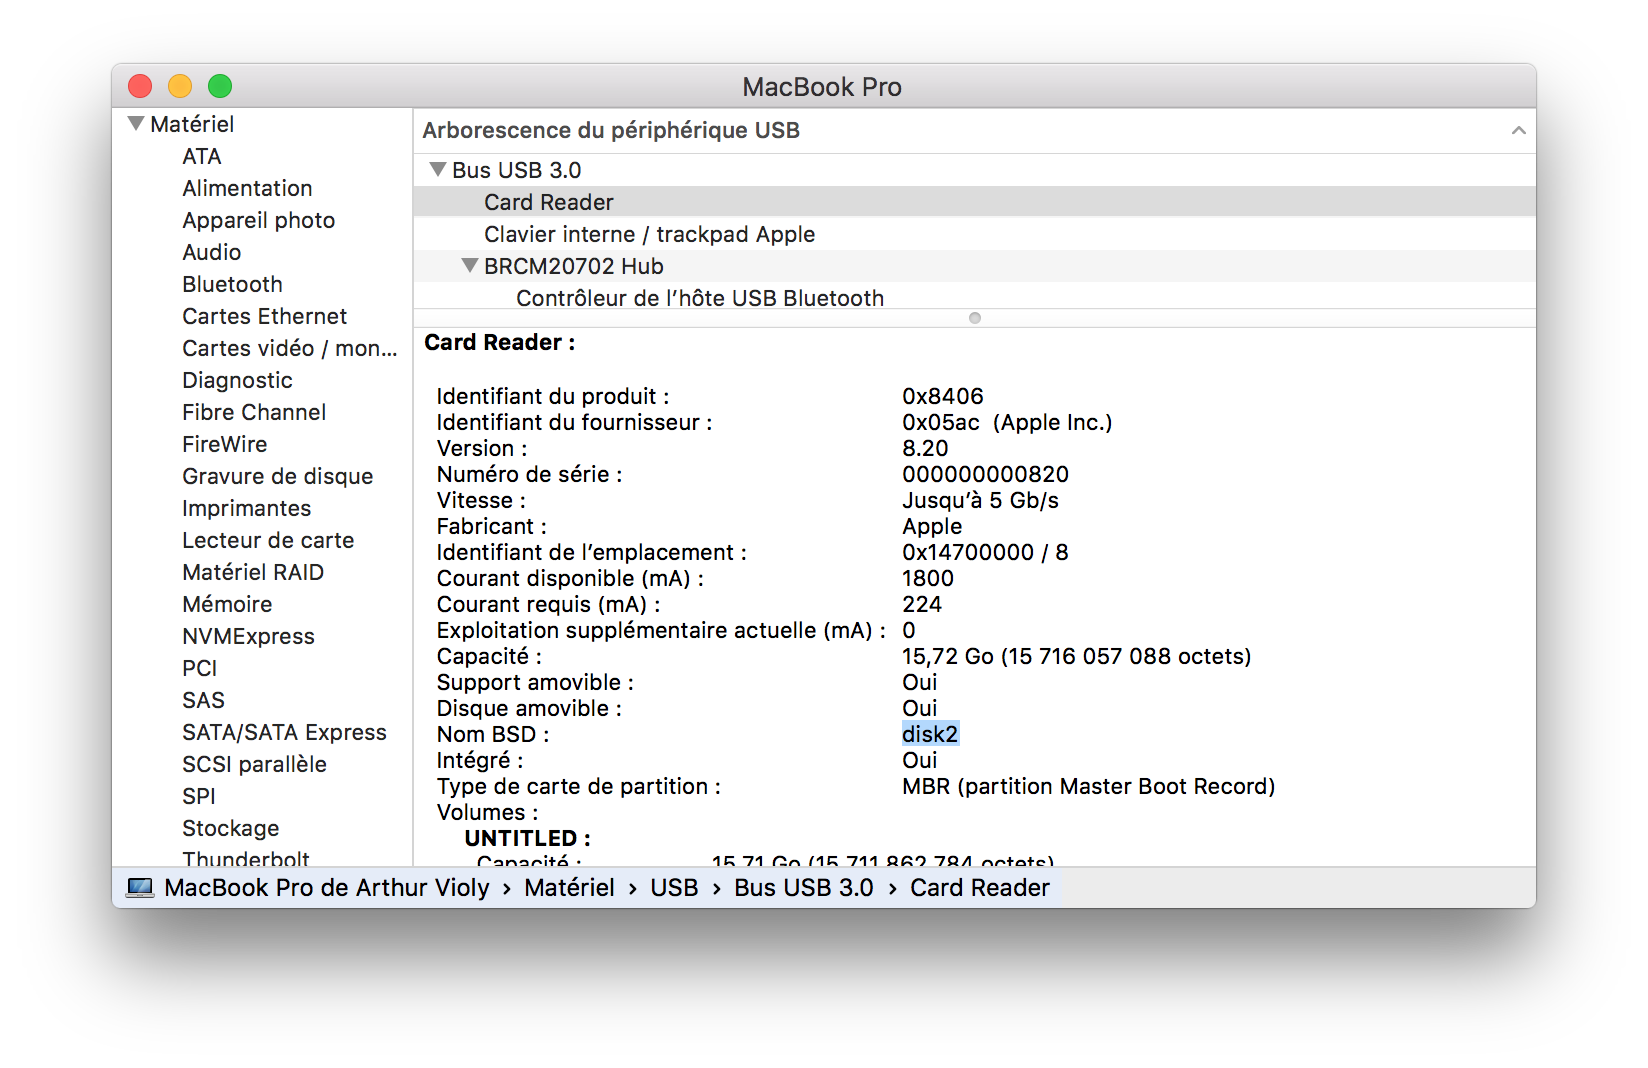 MacBook Pro
Matériel
ATA
Alimentation
Appareil photo
Audio
Bluetooth
Cartes Ethernet
Cartes vidéo / mon...
Diagnostic
Fibre Channel
FireWire
Gravure de disque
Imprimantes
Lecteur de carte
Matériel RAID
Mémoire
NVMExpress
PCI
SAS
SATA/SATA Express
SCSI parallèle
SPI
Stockage
Thunderbolt
Arborescence du périphérique USB
Bus USB 3.0
Card Reader
Clavier interne / trackpad Apple
BRCM20702 Hub
Contrôleur de l’hôte USB Bluetooth
Card Reader :
Identifiant du produit : 0x8406
Identifiant du fournisseur : 0x05ac (Apple Inc.)
Version : 8.20
Numéro de série : 000000000820
Vitesse : Jusqu’à 5 Gb/s
Fabricant : Apple
Identifiant de l’emplacement : 0x14700000 / 8
Courant disponible (mA) : 1800
Courant requis (mA) : 224
Exploitation supplémentaire actuelle (mA) : 0
Capacité : 15,72 Go (15 716 057 088 octets)
Support amovible : Oui
Disque amovible : Oui
Nom BSD : disk2
Intégré : Oui
Type de carte de partition : MBR (partition Master Boot Record)
Volumes :
UNTITLED :
Capacité : 15,71 Go (15 711 862 784 octets)
MacBook Pro de Arthur Violy › Matériel › USB › Bus USB 3.0 › Card Reader